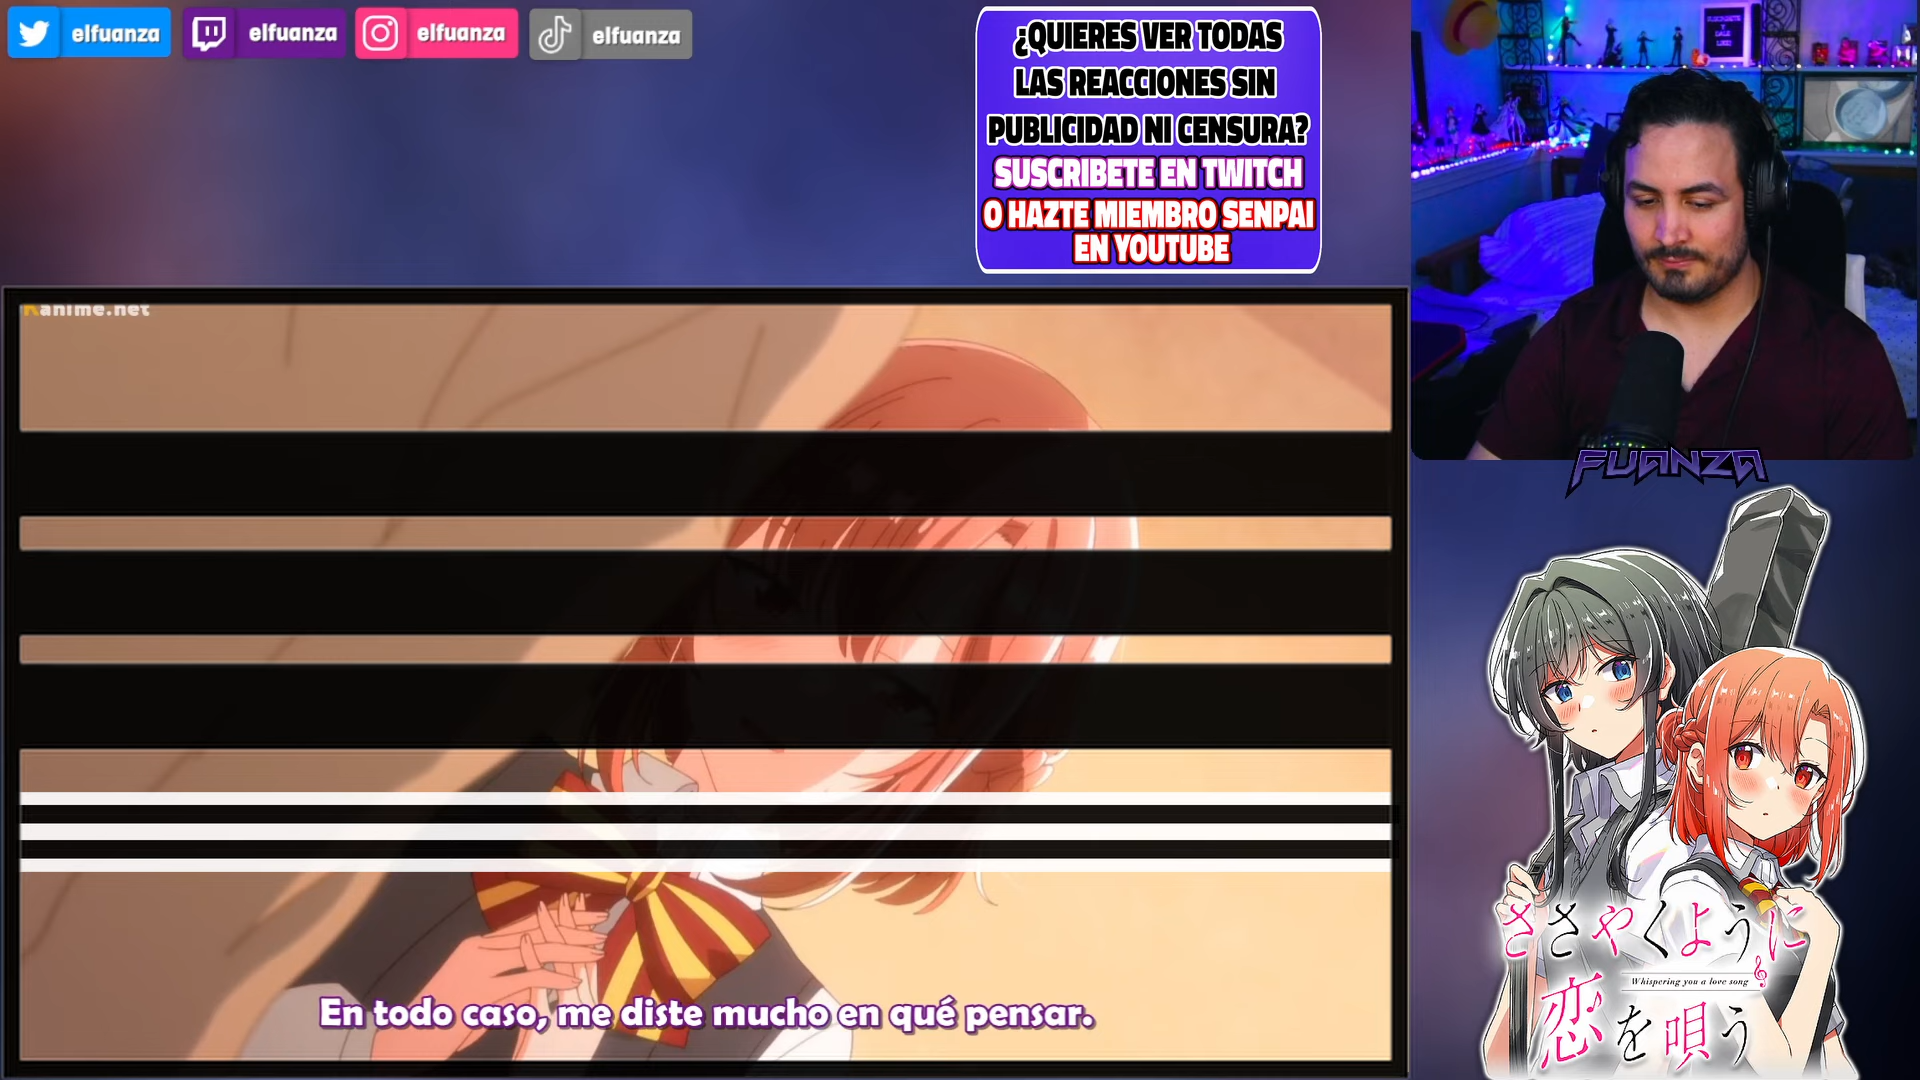 elfuanza
elfuanza
elfuanza
elfuanza
¿QUIERES VER TODAS
LAS REACCIONES SIN
PUBLICIDAD NI CENSURA?
SUSCRIBETE EN TWITCH
O HAZTE MIEMBRO SENPAI
EN YOUTUBE
anime.net
FUANZA
ささやくように
Whispering you a love song
恋を唄う
En todo caso, me diste mucho en qué pensar.